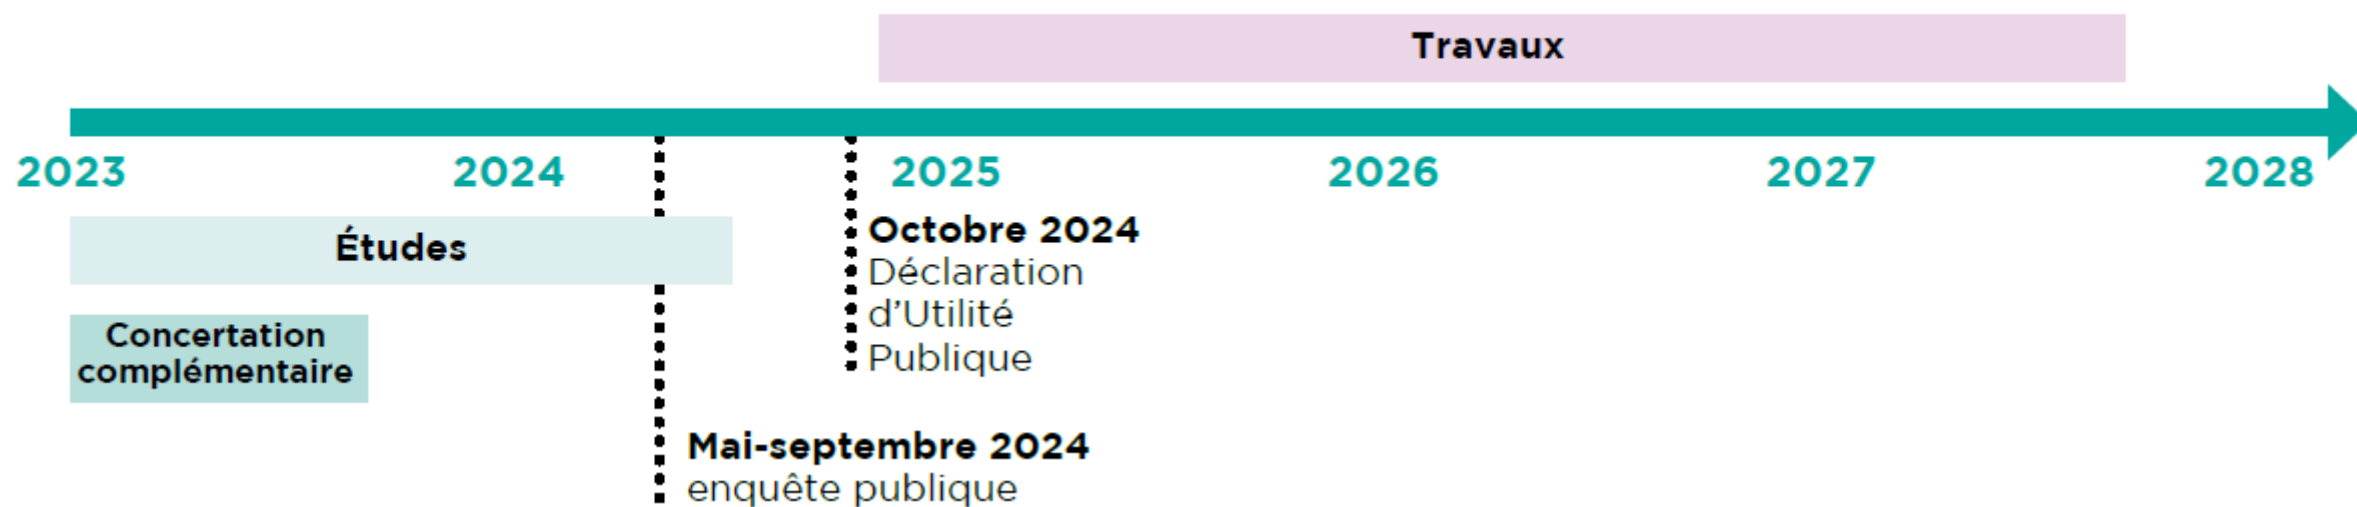 Travaux
2023 2024 2025 2026 2027 2028
Études
Concertation
complémentaire
Octobre 2024
Déclaration
d'Utilité
Publique
Mai-septembre 2024
enquête publique